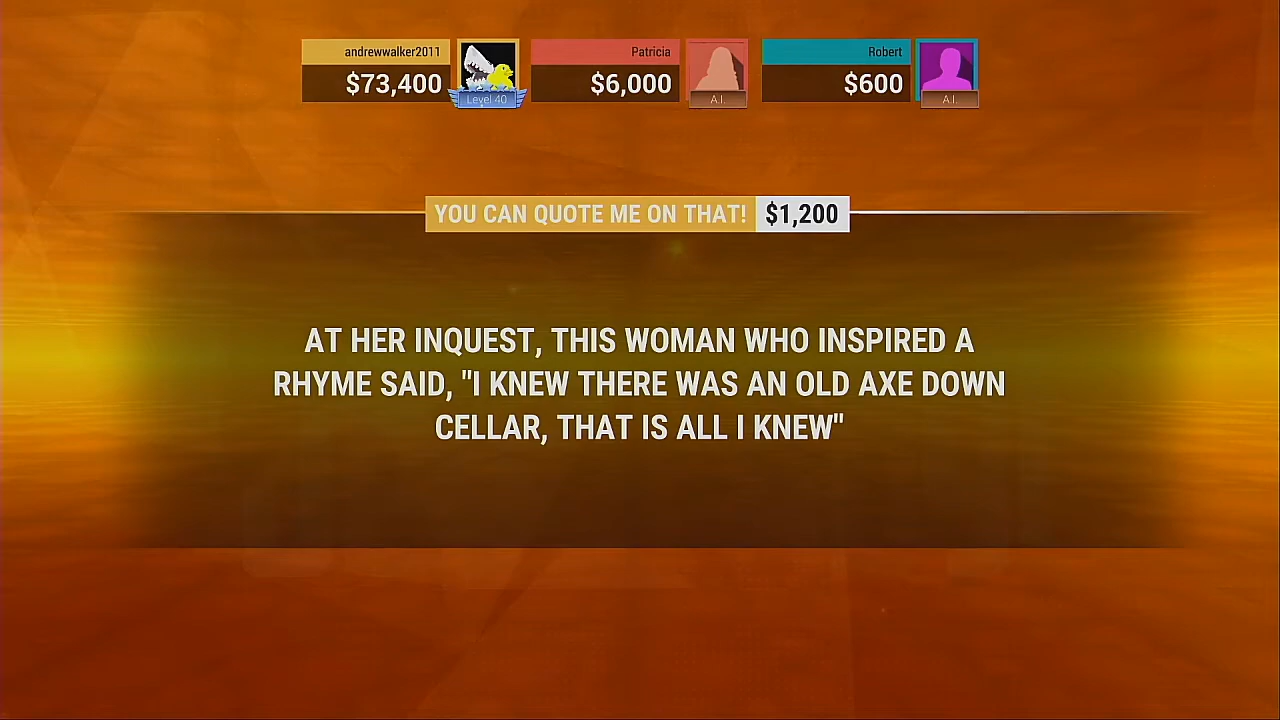 andrewwalker2011
$73,400
Level 40
Patricia
$6,000
A.I.
Robert
$600
A.I.
YOU CAN QUOTE ME ON THAT! $1,200
AT HER INQUEST, THIS WOMAN WHO INSPIRED A
RHYME SAID, "I KNEW THERE WAS AN OLD AXE DOWN
CELLAR, THAT IS ALL I KNEW"